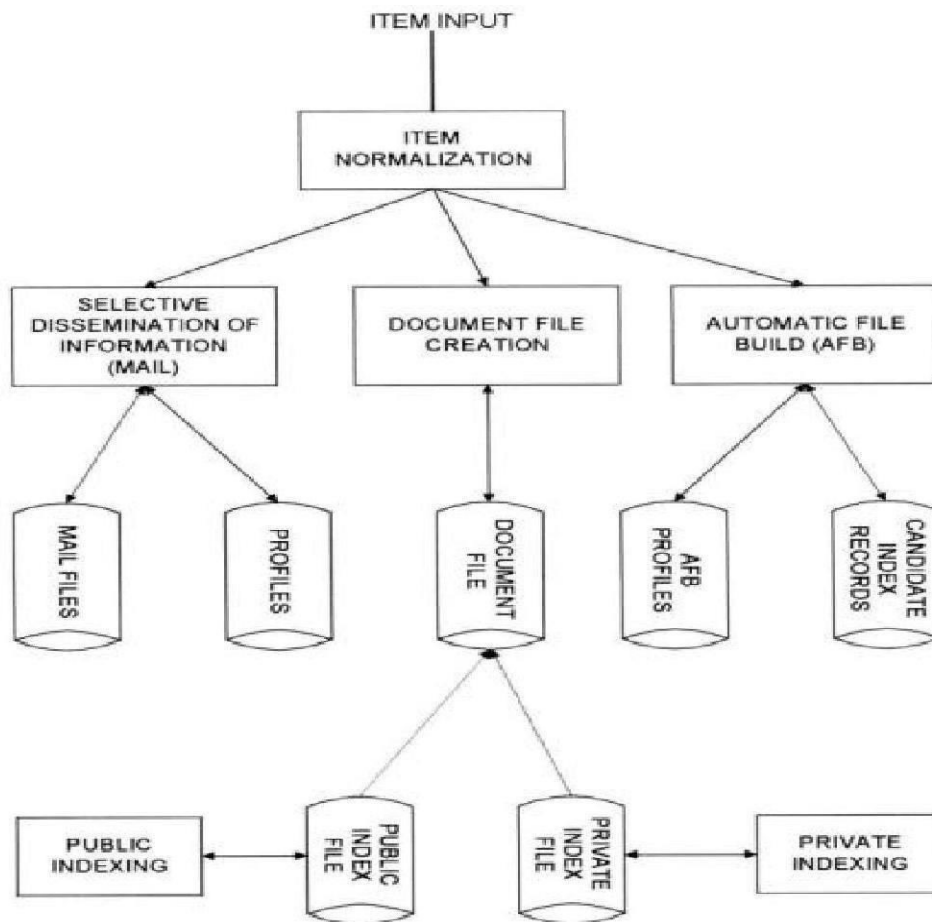 ITEM INPUT
ITEM
NORMALIZATION
SELECTIVE
DISSEMINATION OF
INFORMATION
(MAIL)
DOCUMENT FILE
CREATION
AUTOMATIC FILE
BUILD (AFB)
MAIL FILES
PROFILES
DOCUMENT
FILE
AFB
PROFILES
CANDIDATE
INDEX
RECORDS
PUBLIC
INDEXING
PUBLIC
INDEX
FILE
PRIVATE
INDEX
FILE
PRIVATE
INDEXING